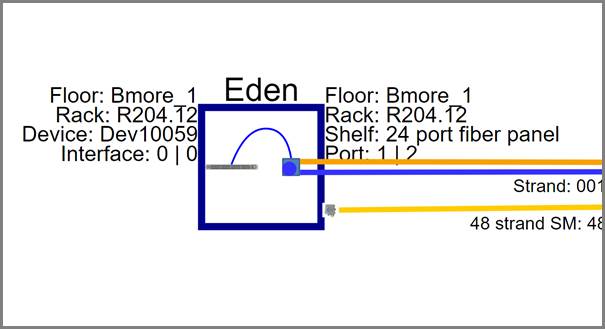 Eden
Floor: Bmore_1
Rack: R204.12
Device: Dev10059
Interface: 0 | 0
Floor: Bmore_1
Rack: R204.12
Shelf: 24 port fiber panel
Port: 1 | 2
Strand: 001
48 strand SM: 48